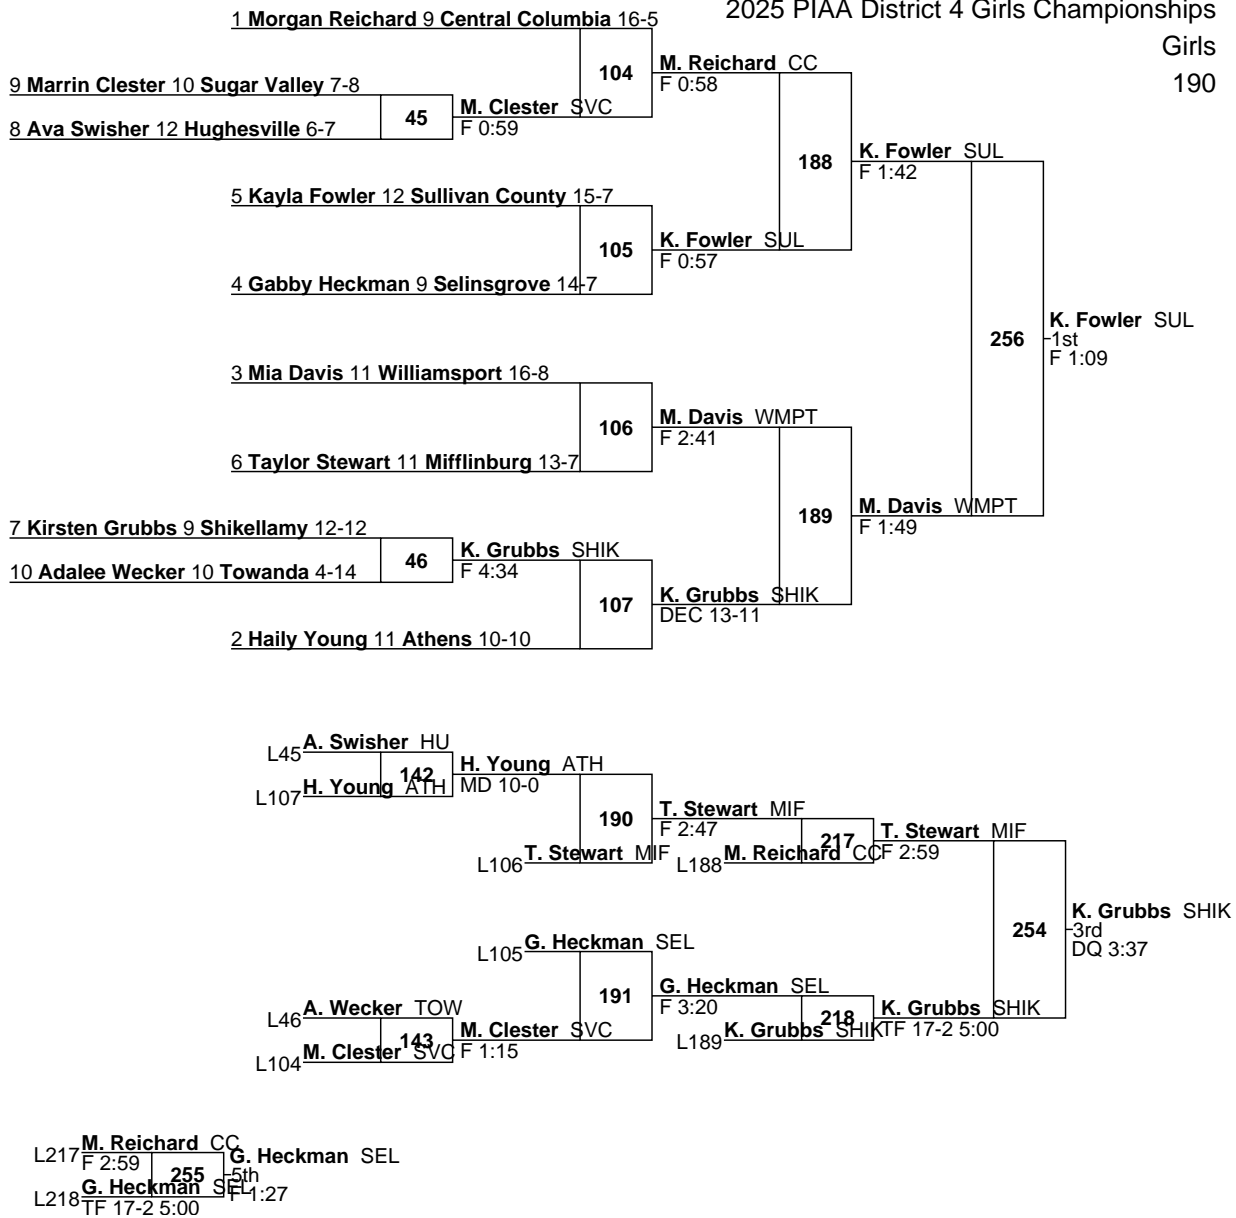 2025 PIAA District 4 Girls Championships
Girls
190
1 Morgan Reichard 9 Central Columbia 16-5
104
M. Reichard CC
F 0:58
9 Marrin Clester 10 Sugar Valley 7-8
45
M. Clester SVC
F 0:59
8 Ava Swisher 12 Hughesville 6-7
188
K. Fowler SUL
F 1:42
5 Kayla Fowler 12 Sullivan County 15-7
105
K. Fowler SUL
F 0:57
4 Gabby Heckman 9 Selinsgrove 14-7
256
K. Fowler SUL
1st
F 1:09
3 Mia Davis 11 Williamsport 16-8
106
M. Davis WMPT
F 2:41
6 Taylor Stewart 11 Mifflinburg 13-7
189
M. Davis WMPT
F 1:49
7 Kirsten Grubbs 9 Shikellamy 12-12
46
K. Grubbs SHIK
F 4:34
10 Adalee Wecker 10 Towanda 4-14
107
K. Grubbs SHIK
DEC 13-11
2 Haily Young 11 Athens 10-10
L45 A. Swisher HU
142
H. Young ATH
MD 10-0
L107 H. Young ATH
190
T. Stewart MIF
F 2:47
L106 T. Stewart MIF
217
T. Stewart MIF
F 2:59
L188 M. Reichard CC
254
K. Grubbs SHIK
3rd
DQ 3:37
L105 G. Heckman SEL
191
G. Heckman SEL
F 3:20
L46 A. Wecker TOW
143
M. Clester SVC
F 1:15
L104 M. Clester SVC
218
K. Grubbs SHIK
TF 17-2 5:00
L189 K. Grubbs SHIK
L217 M. Reichard CC
F 2:59
255
G. Heckman SEL
5th
F 1:27
L218 G. Heckman SEL
TF 17-2 5:00